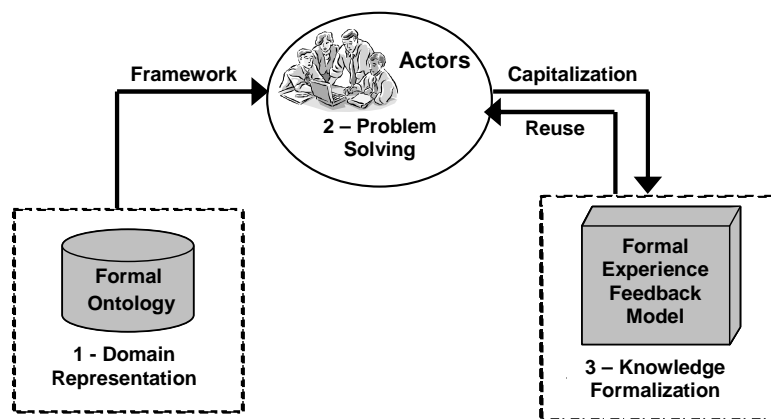 Framework
Actors
Capitalization
2 – Problem
Solving
Reuse
Formal
Ontology
1 - Domain
Representation
Formal
Experience
Feedback
Model
3 – Knowledge
Formalization